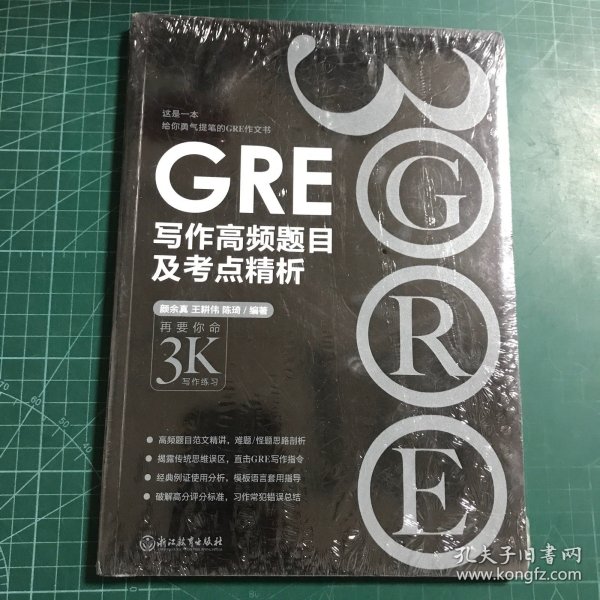 这是一本
给你勇气提笔的GRE作文书
GRE
写作高频题目
及考点精析
颜余真 王耕伟 陈琦/编著
再要你命
3K
写作练习
高频题目范文精讲，难题/怪题思路剖析
揭露传统思维误区，直击GRE写作指令
经典例证使用分析，模板语言套用指导
破解高分评分标准，习作常犯错误总结
浙江教育出版社
3
G
R
E
孔夫子旧书网
www.kongfz.com